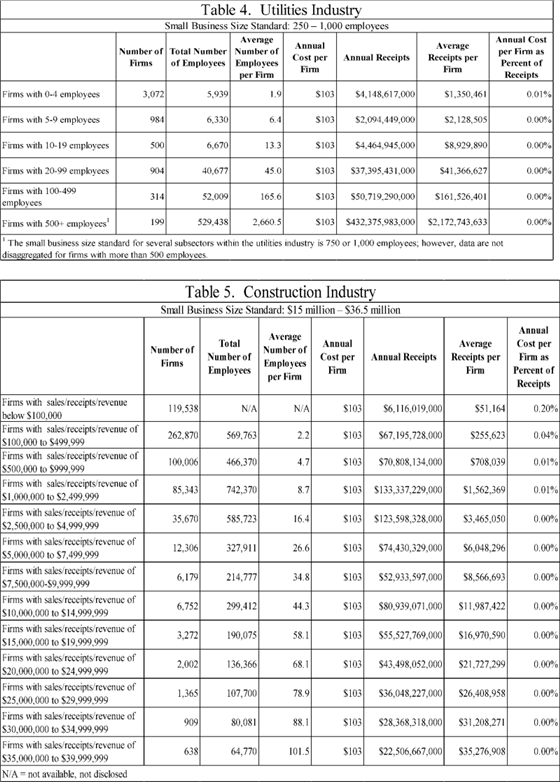 Table 4.  Utilities Industry
Small Business Size Standard: 250 – 1,000 employees
Number of Firms Total Number of Employees Average Number of Employees per Firm Annual Cost per Firm Annual Receipts Average Receipts per Firm Annual Cost per Firm as Percent of Receipts
Firms with 0-4 employees 3,072 5,939 1.9 $103 $4,148,617,000 $1,350,461 0.01%
Firms with 5-9 employees 984 6,330 6.4 $103 $2,094,449,000 $2,128,505 0.00%
Firms with 10-19 employees 500 6,670 13.3 $103 $4,464,945,000 $8,929,890 0.00%
Firms with 20-99 employees 904 40,677 45.0 $103 $37,395,431,000 $41,366,627 0.00%
Firms with 100-499 employees 314 52,009 165.6 $103 $50,719,290,000 $161,526,401 0.00%
Firms with 500+ employees¹ 199 529,438 2,660.5 $103 $432,375,983,000 $2,172,743,633 0.00%
¹ The small business size standard for several subsectors within the utilities industry is 750 or 1,000 employees; however, data are not
disaggregated for firms with more than 500 employees.
Table 5.  Construction Industry
Small Business Size Standard: $15 million – $36.5 million
Number of Firms Total Number of Employees Average Number of Employees per Firm Annual Cost per Firm Annual Receipts Average Receipts per Firm Annual Cost per Firm as Percent of Receipts
Firms with sales/receipts/revenue below $100,000 119,538 N/A N/A $103 $6,116,019,000 $51,164 0.20%
Firms with sales/receipts/revenue of $100,000 to $499,999 262,870 569,763 2.2 $103 $67,195,728,000 $255,623 0.04%
Firms with sales/receipts/revenue of $500,000 to $999,999 100,006 466,370 4.7 $103 $70,808,134,000 $708,039 0.01%
Firms with sales/receipts/revenue of $1,000,000 to $2,499,999 85,343 742,370 8.7 $103 $133,337,229,000 $1,562,369 0.01%
Firms with sales/receipts/revenue of $2,500,000 to $4,999,999 35,670 585,723 16.4 $103 $123,598,328,000 $3,465,050 0.00%
Firms with sales/receipts/revenue of $5,000,000 to $7,499,999 12,306 327,911 26.6 $103 $74,430,329,000 $6,048,296 0.00%
Firms with sales/receipts/revenue of $7,500,000-$9,999,999 6,179 214,777 34.8 $103 $52,933,597,000 $8,566,693 0.00%
Firms with sales/receipts/revenue of $10,000,000 to $14,999,999 6,752 299,412 44.3 $103 $80,939,071,000 $11,987,422 0.00%
Firms with sales/receipts/revenue of $15,000,000 to $19,999,999 3,272 190,075 58.1 $103 $55,527,769,000 $16,970,590 0.00%
Firms with sales/receipts/revenue of $20,000,000 to $24,999,999 2,002 136,366 68.1 $103 $43,498,052,000 $21,727,299 0.00%
Firms with sales/receipts/revenue of $25,000,000 to $29,999,999 1,365 107,700 78.9 $103 $36,048,227,000 $26,408,958 0.00%
Firms with sales/receipts/revenue of $30,000,000 to $34,999,999 909 80,081 88.1 $103 $28,368,318,000 $31,208,271 0.00%
Firms with sales/receipts/revenue of $35,000,000 to $39,999,999 638 64,770 101.5 $103 $22,506,667,000 $35,276,908 0.00%
N/A = not available, not disclosed